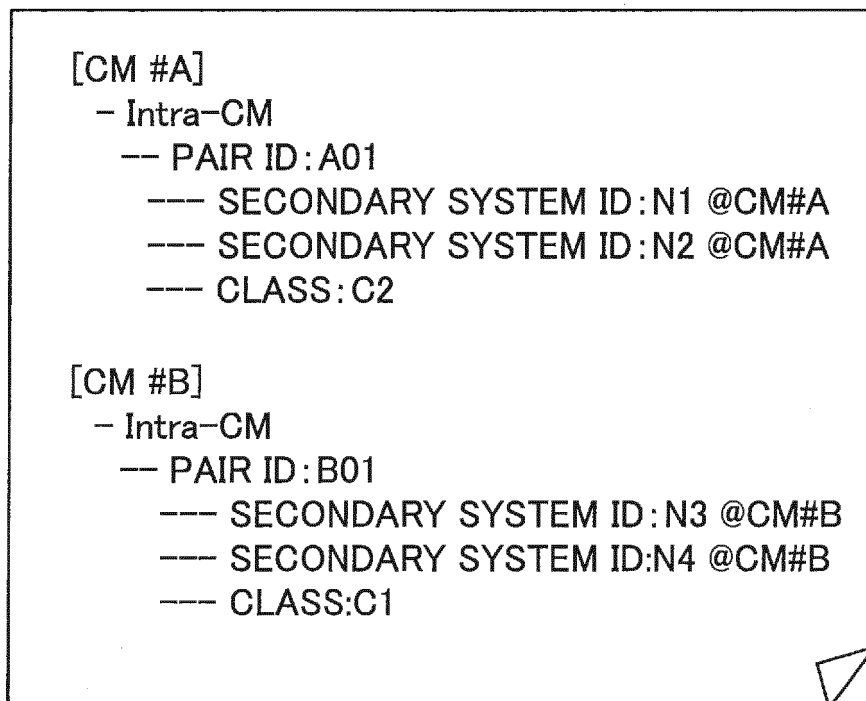 [CM #A]
- Intra-CM
-- PAIR ID:A01
--- SECONDARY SYSTEM ID:N1 @CM#A
--- SECONDARY SYSTEM ID:N2 @CM#A
--- CLASS:C2
[CM #B]
- Intra-CM
-- PAIR ID:B01
--- SECONDARY SYSTEM ID:N3 @CM#B
--- SECONDARY SYSTEM ID:N4 @CM#B
--- CLASS:C1